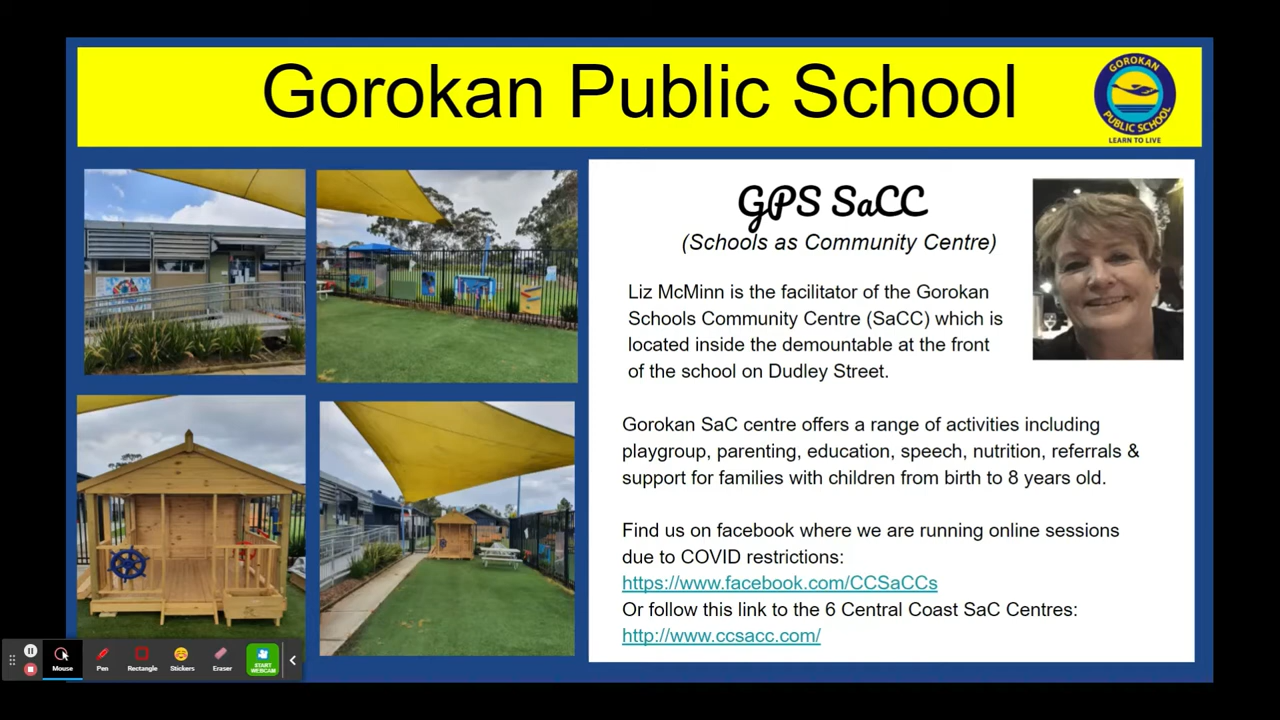 Gorokan Public School
GOROKAN
PUBLIC SCHOOL
LEARN TO LIVE
GPS SaCC
(Schools as Community Centre)
Liz McMinn is the facilitator of the Gorokan
Schools Community Centre (SaCC) which is
located inside the demountable at the front
of the school on Dudley Street.
Gorokan SaC centre offers a range of activities including
playgroup, parenting, education, speech, nutrition, referrals &
support for families with children from birth to 8 years old.
Find us on facebook where we are running online sessions
due to COVID restrictions:
https://www.facebook.com/CCSaCCs
Or follow this link to the 6 Central Coast SaC Centres:
http://www.ccsacc.com/
Mouse
Pen
Rectangle
Stickers
Eraser
START
WEBCAM